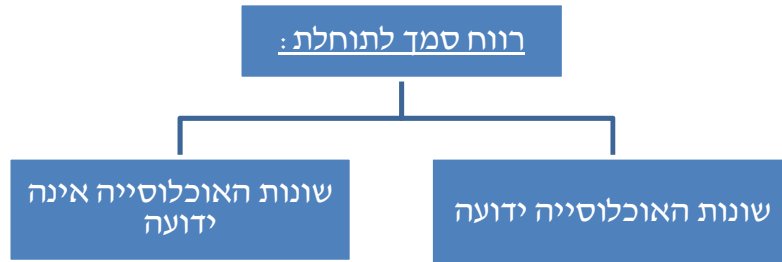 רווח סמך לתוחלת:
שונות האוכלוסייה ידועה
שונות האוכלוסייה אינה
ידועה